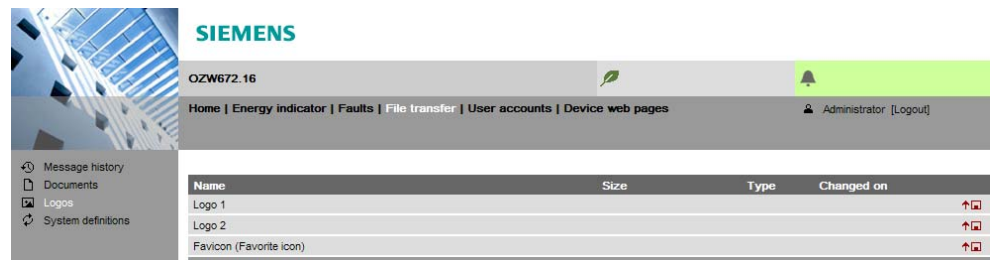 SIEMENS
OZW672.16
Home | Energy indicator | Faults | File transfer | User accounts | Device web pages
Administrator [Logout]
Message history
Documents
Logos
System definitions
Name Size Type Changed on
Logo 1
Logo 2
Favicon (Favorite icon)